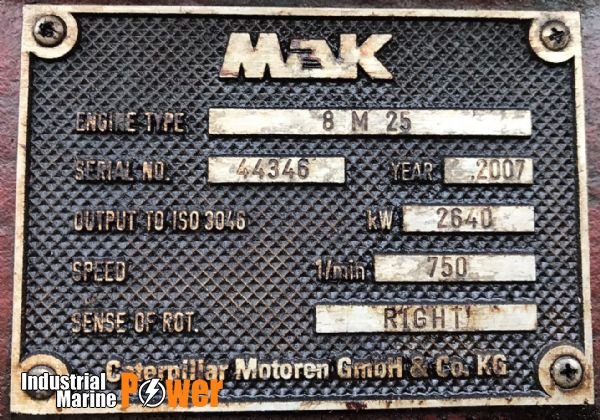 MaK
ENGINE TYPE 8 M 25
SERIAL NO. 44346 YEAR 2007
OUTPUT TO ISO 3046 kW 2640
SPEED 1/min 750
SENSE OF ROT. RIGHT
Caterpillar Motoren GmbH & Co. KG
Industrial
Marine Power